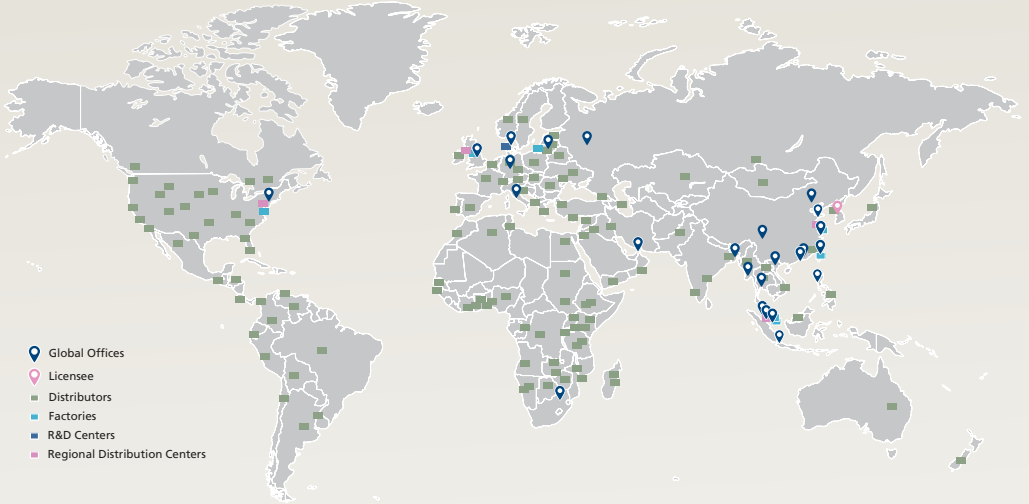 Global Offices
Licensee
Distributors
Factories
R&D Centers
Regional Distribution Centers